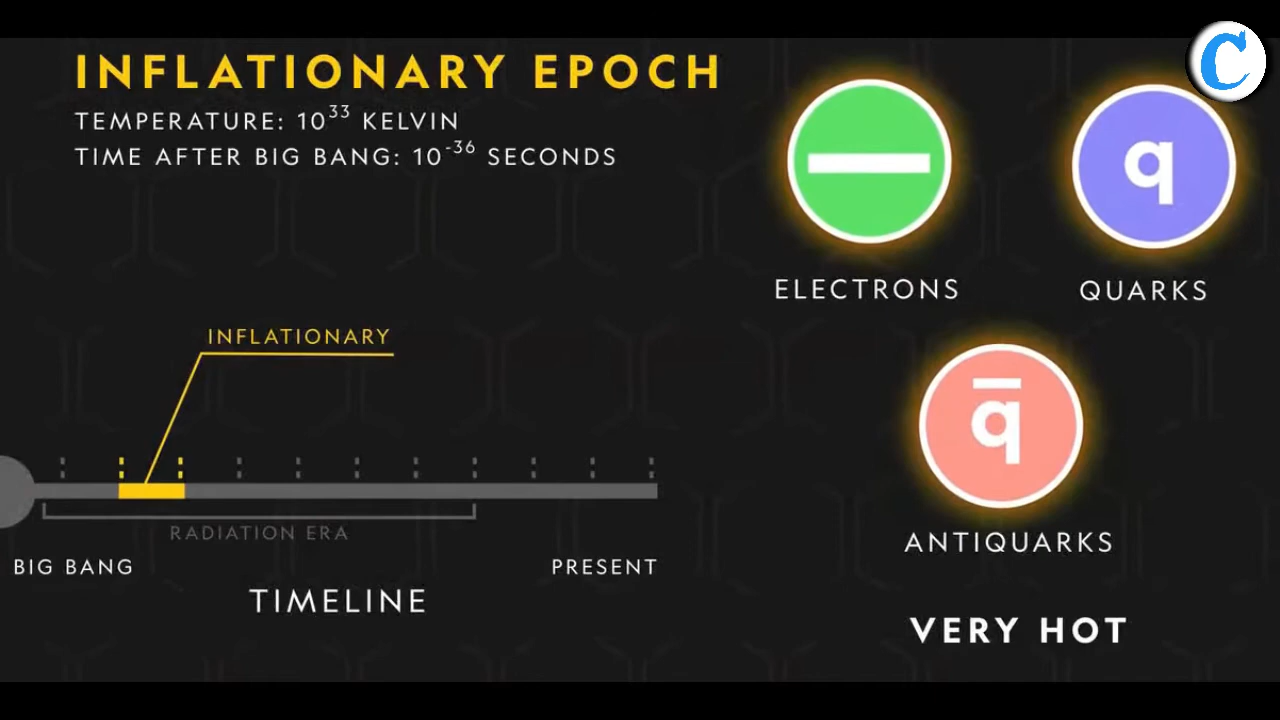 INFLATIONARY EPOCH
TEMPERATURE: 10³³ KELVIN
TIME AFTER BIG BANG: 10⁻³⁶ SECONDS
C
q
ELECTRONS
QUARKS
INFLATIONARY
q̄
RADIATION ERA
ANTIQUARKS
BIG BANG
PRESENT
TIMELINE
VERY HOT